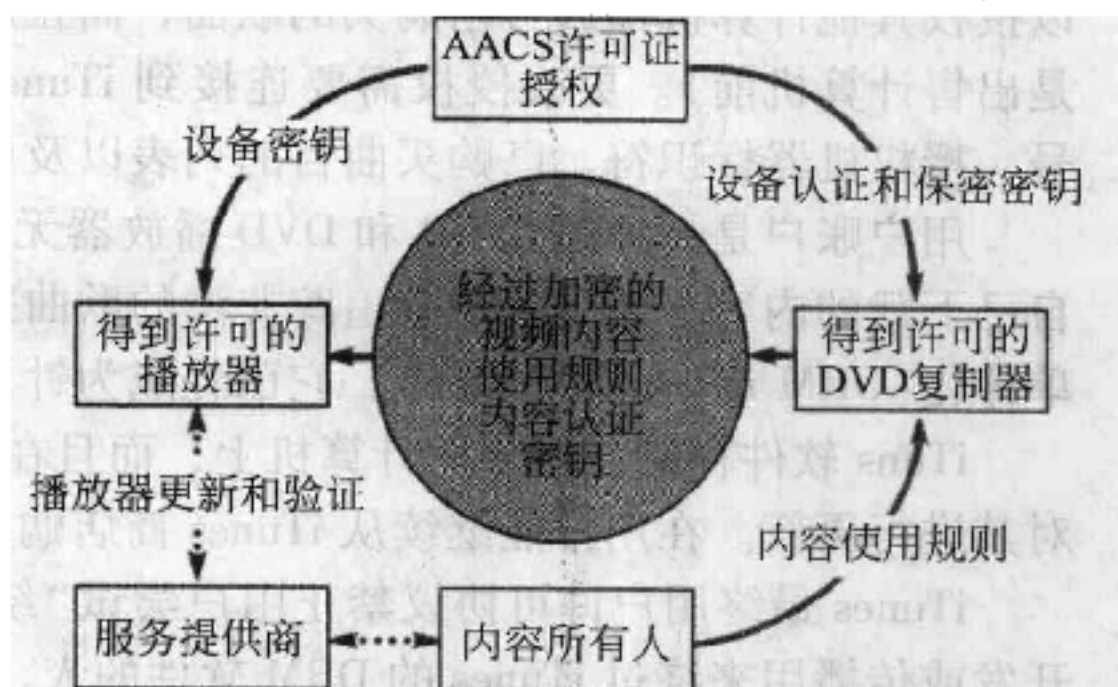 AACS许可证
授权
设备密钥
设备认证和保密密钥
经过加密的
视频内容
使用规则
内容认证
密钥
得到许可的
播放器
得到许可的
DVD复制器
播放器更新和验证
内容使用规则
服务提供商
内容所有人